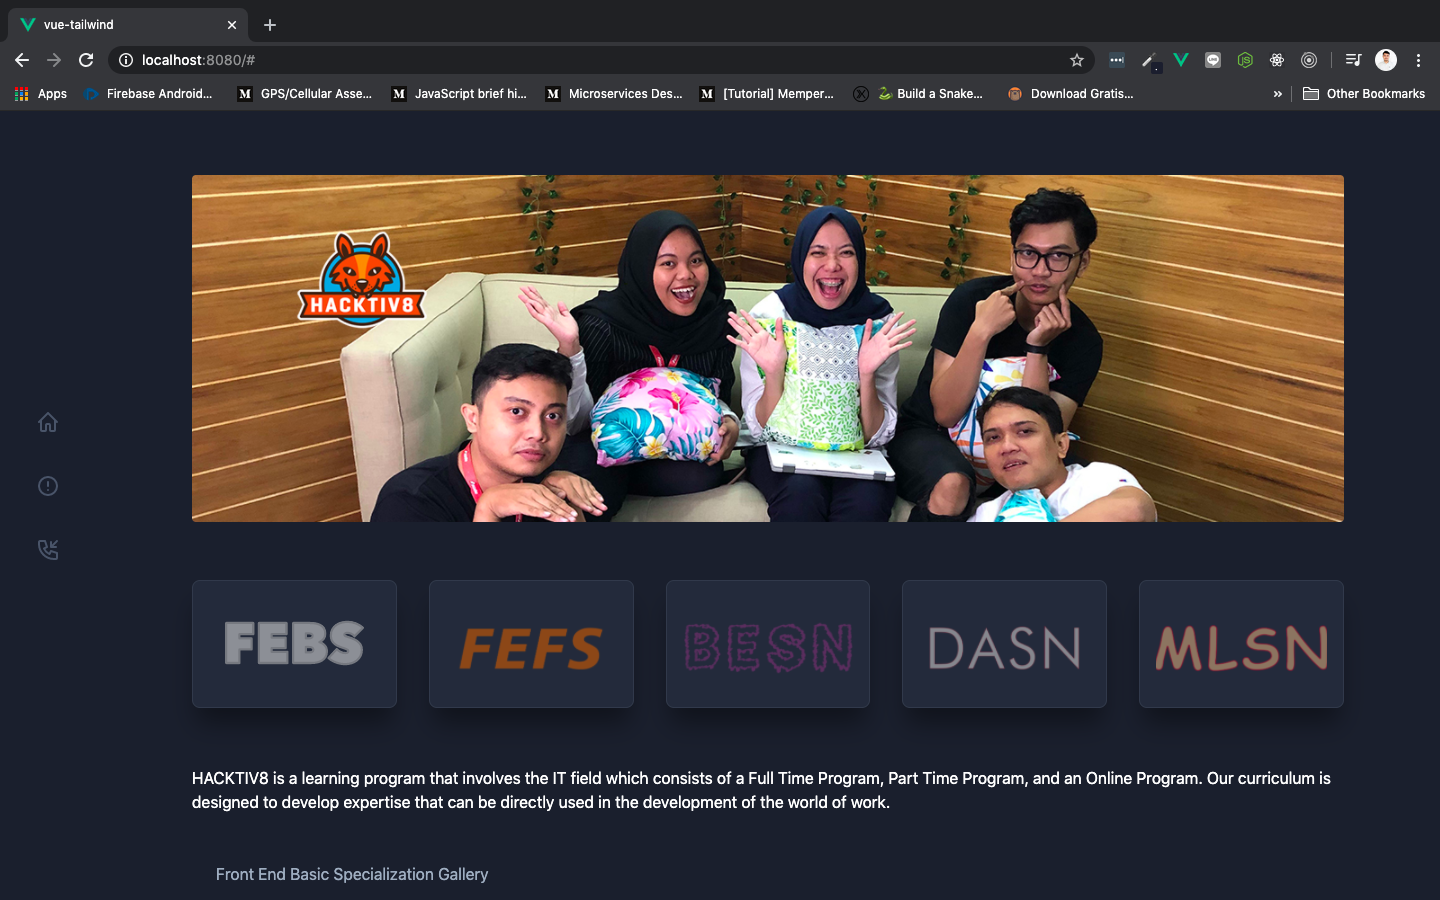 vue-tailwind
localhost:8080/#
Apps
Firebase Android...
GPS/Cellular Asse...
JavaScript brief hi...
Microservices Des...
[Tutorial] Memper...
Build a Snake...
Download Gratis...
»
Other Bookmarks
HACKTIV8
FEBS
FEFS
BESN
DASN
MLSN
HACKTIV8 is a learning program that involves the IT field which consists of a Full Time Program, Part Time Program, and an Online Program. Our curriculum is
designed to develop expertise that can be directly used in the development of the world of work.
Front End Basic Specialization Gallery